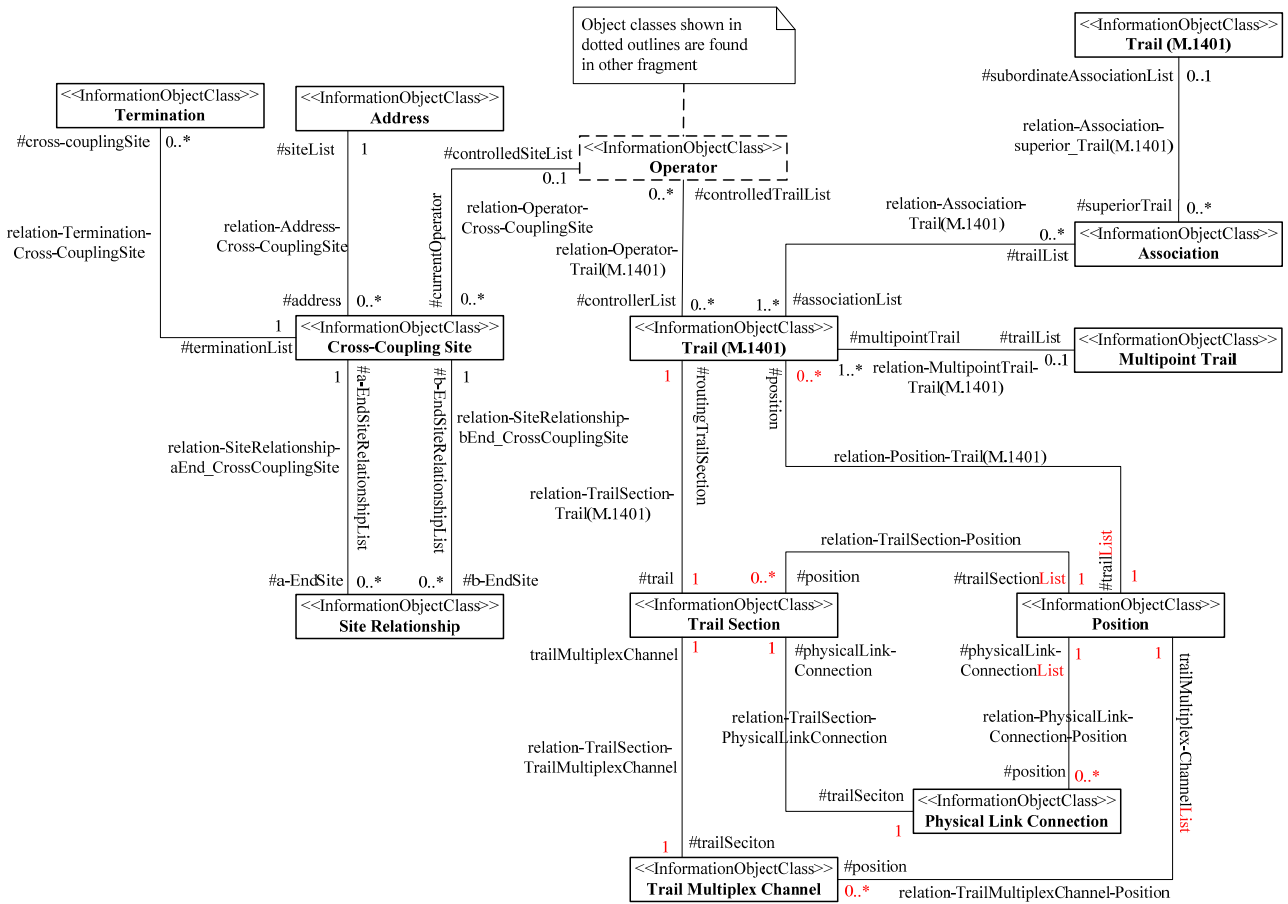 Object classes shown in
dotted outlines are found
in other fragment
<<InformationObjectClass>>
Trail (M.1401)
#subordinateAssociationList
0..1
relation-Association-
superior_Trail(M.1401)
#superiorTrail
0..*
<<InformationObjectClass>>
Termination
#cross-couplingSite
0..*
relation-Termination-
Cross-CouplingSite
1
#terminationList
<<InformationObjectClass>>
Address
#siteList
1
relation-Address-
Cross-CouplingSite
#address
0..*
<<InformationObjectClass>>
Operator
#controlledSiteList
0..1
#currentOperator
relation-Operator-
Cross-CouplingSite
0..*
0..*
#controlledTrailList
relation-Operator-
Trail(M.1401)
#controllerList
0..*
relation-Association-
Trail(M.1401)
0..*
#trailList
<<InformationObjectClass>>
Association
1..*
#associationList
<<InformationObjectClass>>
Cross-Coupling Site
<<InformationObjectClass>>
Trail (M.1401)
#multipointTrail
#trailList
1..*
0..1
relation-MultipointTrail-
Trail(M.1401)
<<InformationObjectClass>>
Multipoint Trail
1
#a-EndSiteRelationshipList
#b-EndSiteRelationshipList
1
relation-SiteRelationship-
aEnd_CrossCouplingSite
relation-SiteRelationship-
bEnd_CrossCouplingSite
#a-EndSite
0..*
0..*
#b-EndSite
<<InformationObjectClass>>
Site Relationship
1
#routingTrailSection
#position
0..*
relation-Position-Trail(M.1401)
relation-TrailSection-
Trail(M.1401)
relation-TrailSection-Position
#trail
1
0..*
#position
#trailSectionList
1
#trailList
1
<<InformationObjectClass>>
Trail Section
<<InformationObjectClass>>
Position
trailMultiplexChannel
1
1
#physicalLink-
Connection
#physicalLink-
ConnectionList
1
1
trailMultiplex-ChannelList
relation-TrailSection-
PhysicalLinkConnection
relation-PhysicalLink-
Connection-Position
relation-TrailSection-
TrailMultiplexChannel
#position
0..*
#trailSeciton
1
<<InformationObjectClass>>
Physical Link Connection
1
#trailSeciton
<<InformationObjectClass>>
Trail Multiplex Channel
#position
0..*
relation-TrailMultiplexChannel-Position